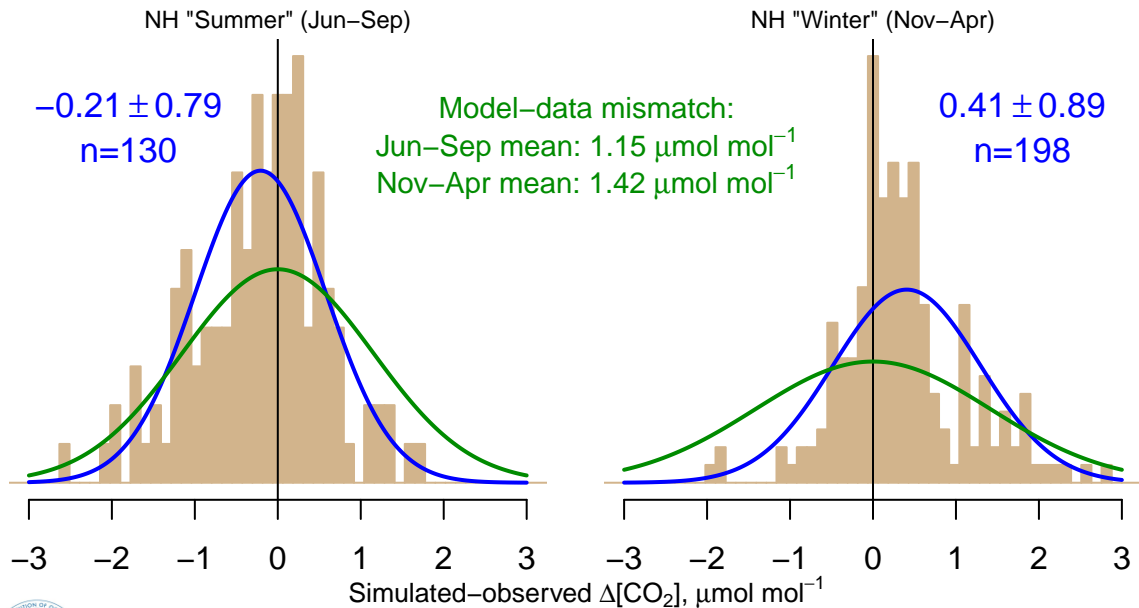 NH "Summer" (Jun−Sep)
NH "Winter" (Nov−Apr)
−0.21 ± 0.79
n=130
Model−data mismatch:
Jun−Sep mean: 1.15 μmol mol⁻¹
Nov−Apr mean: 1.42 μmol mol⁻¹
0.41 ± 0.89
n=198
−3 −2 −1 0 1 2 3
−3 −2 −1 0 1 2 3
Simulated−observed Δ[CO₂], μmol mol⁻¹